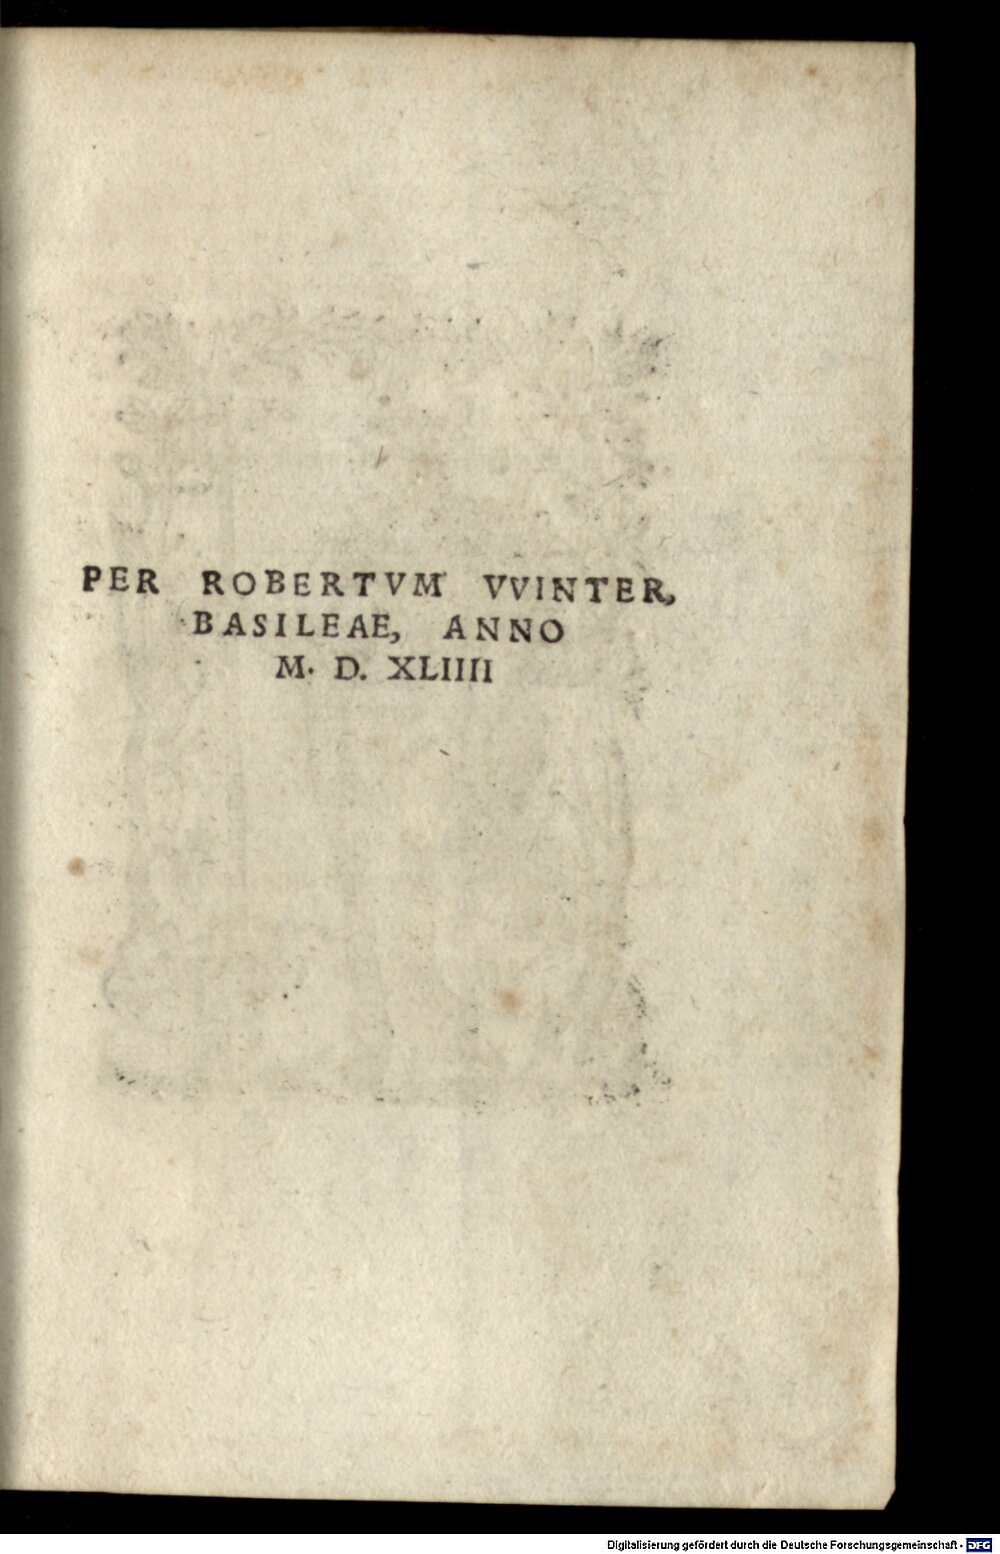 PER ROBERTVM VVINTER,
BASILEAE, ANNO
M. D. XLIIII
Digitalisierung gefördert durch die Deutsche Forschungsgemeinschaft - DFG